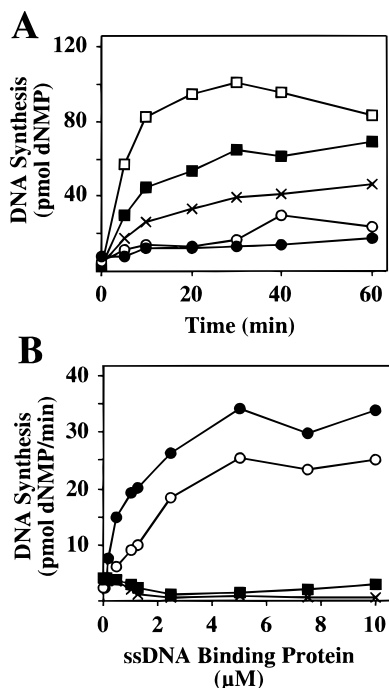 A
DNA Synthesis
(pmol dNMP)
120
80
40
0
20
40
60
Time (min)
B
DNA Synthesis
(pmol dNMP/min)
40
30
20
10
0
2
4
6
8
10
ssDNA Binding Protein
(µM)